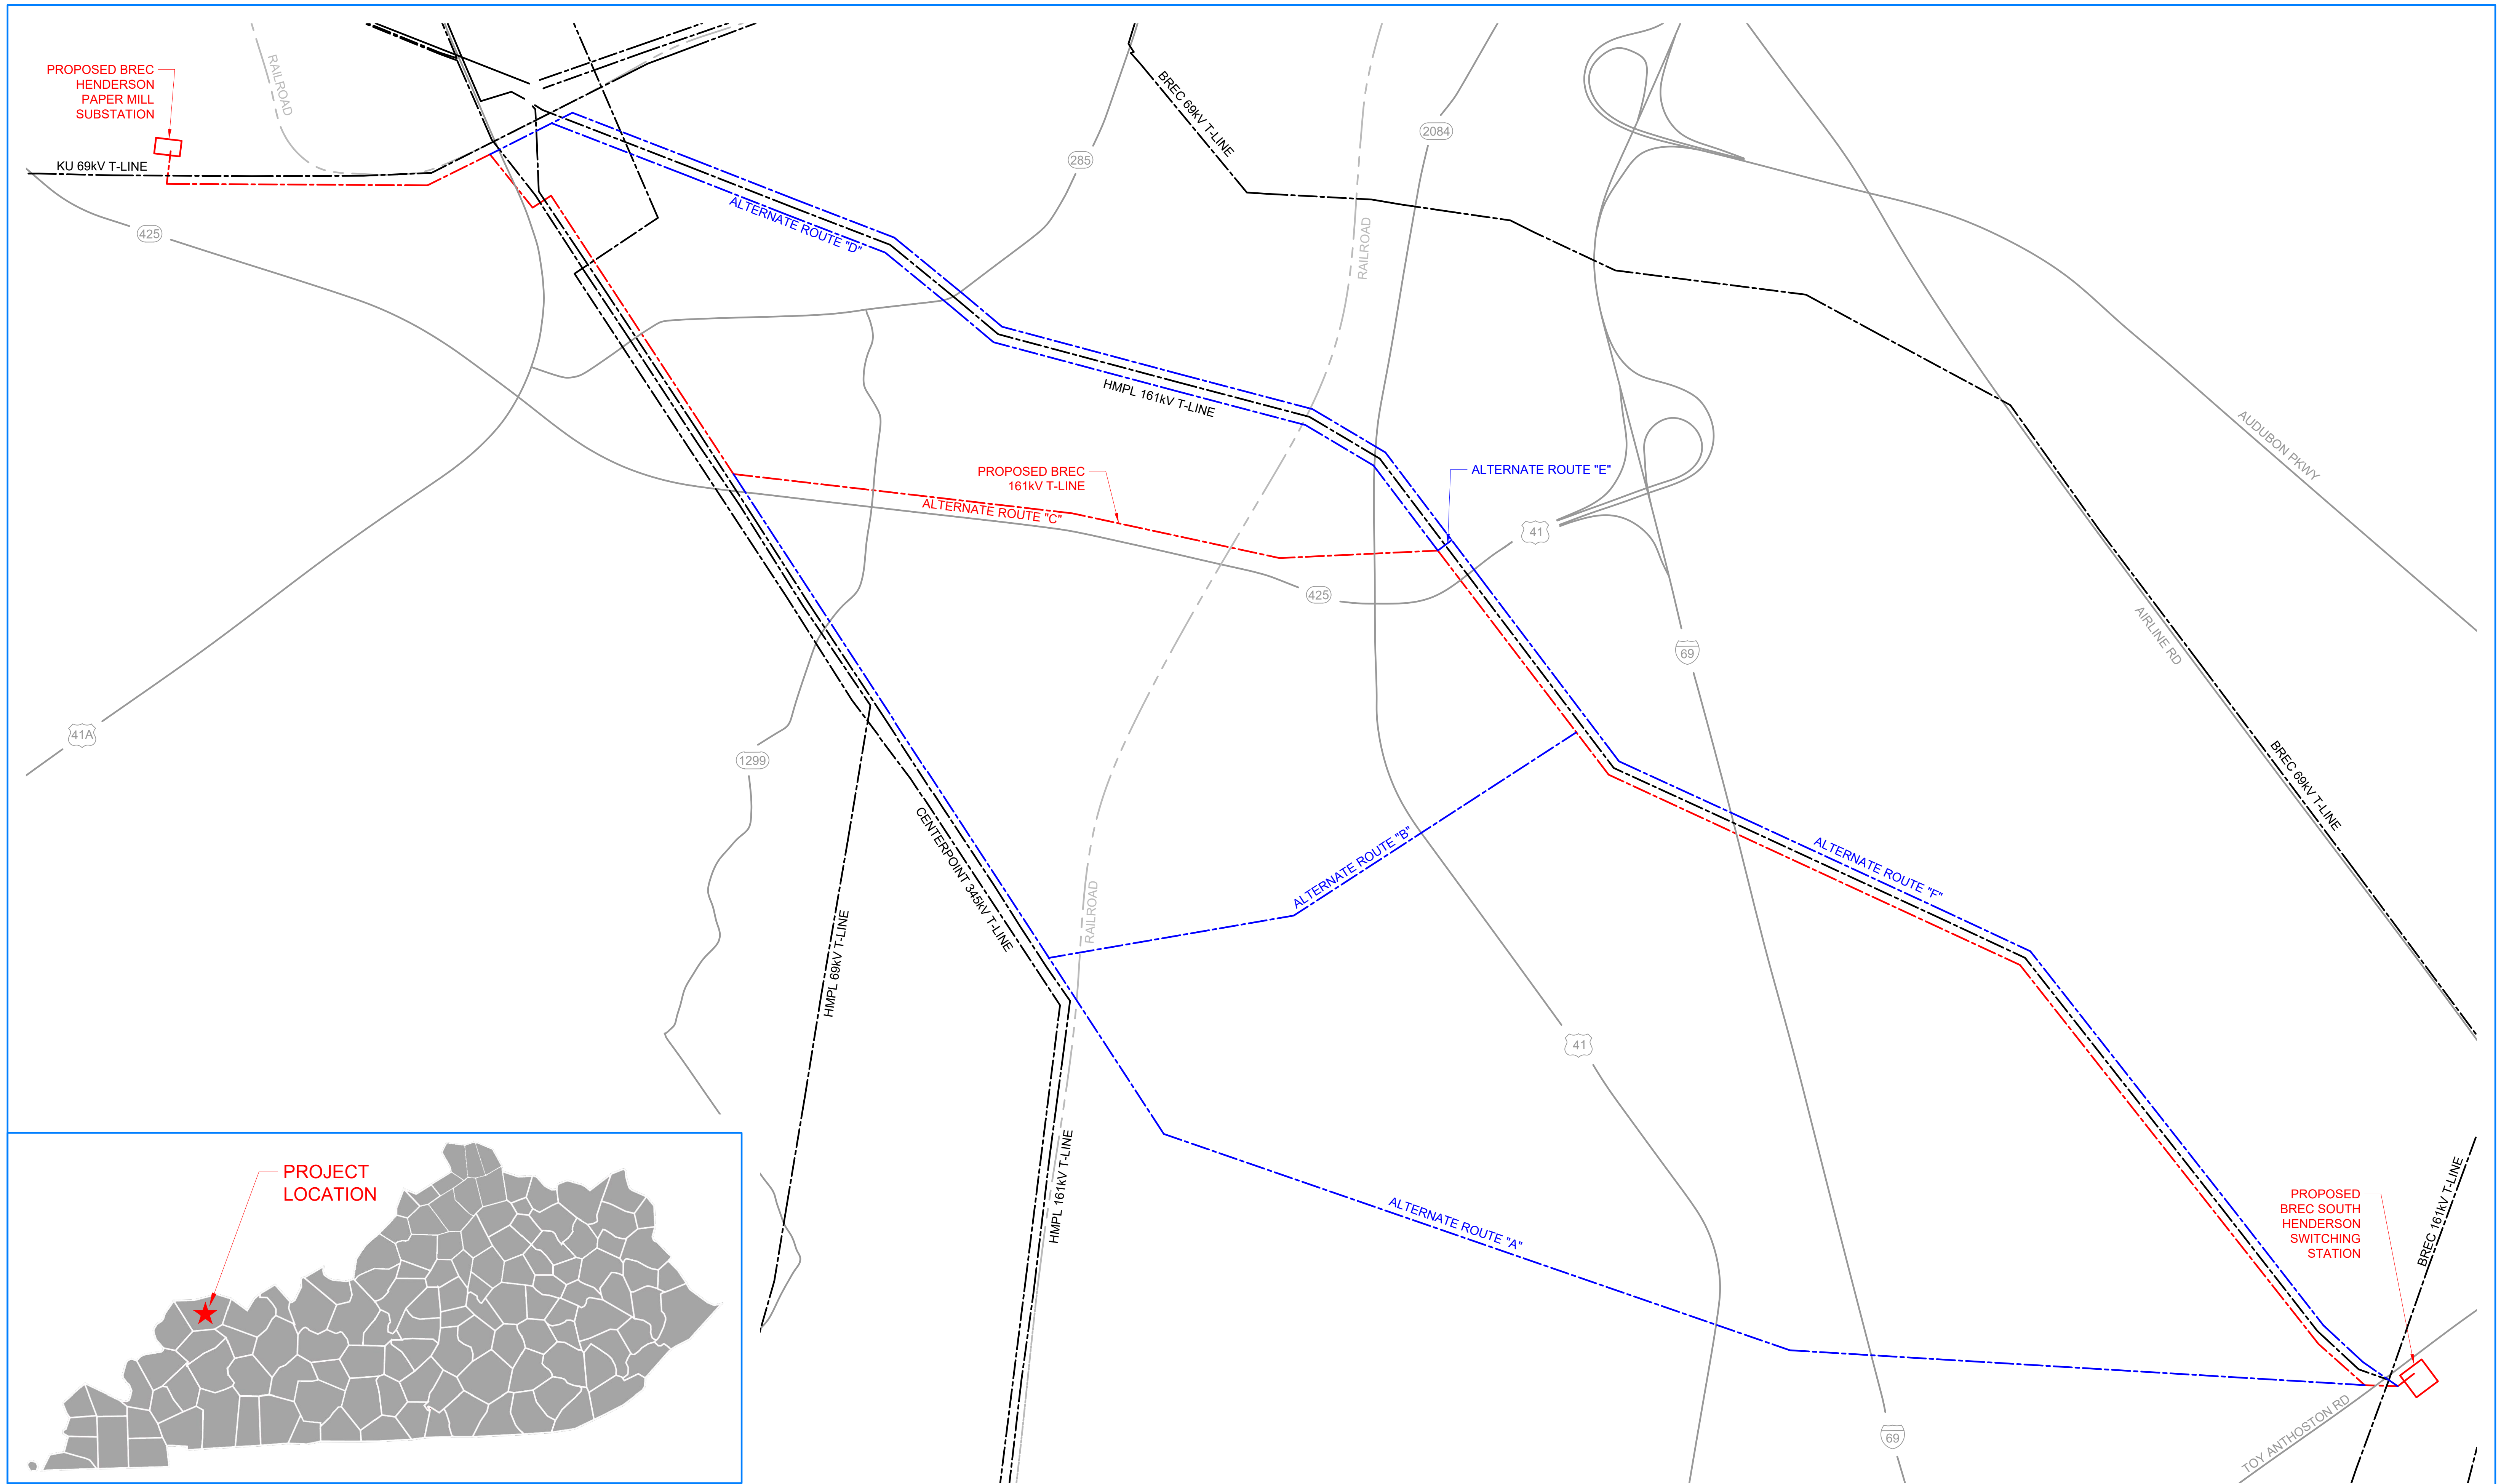 PROPOSED BREC
HENDERSON
PAPER MILL
SUBSTATION
RAILROAD
KU 69kV T-LINE
425
285
BREC 69kV T-LINE
2084
RAILROAD
ALTERNATE ROUTE "D"
HMPL 161kV T-LINE
PROPOSED BREC
161kV T-LINE
ALTERNATE ROUTE "C"
ALTERNATE ROUTE "E"
41
425
AUDUBON PKWY
AIRLINE RD
69
41A
1299
BREC 69kV T-LINE
CENTERPOINT 345kV T-LINE
ALTERNATE ROUTE "B"
ALTERNATE ROUTE "F"
RAILROAD
HMPL 69kV T-LINE
41
HMPL 161kV T-LINE
ALTERNATE ROUTE "A"
PROJECT
LOCATION
PROPOSED
BREC SOUTH
HENDERSON
SWITCHING
STATION
BREC 161kV T-LINE
69
TOY ANTHOSTON RD